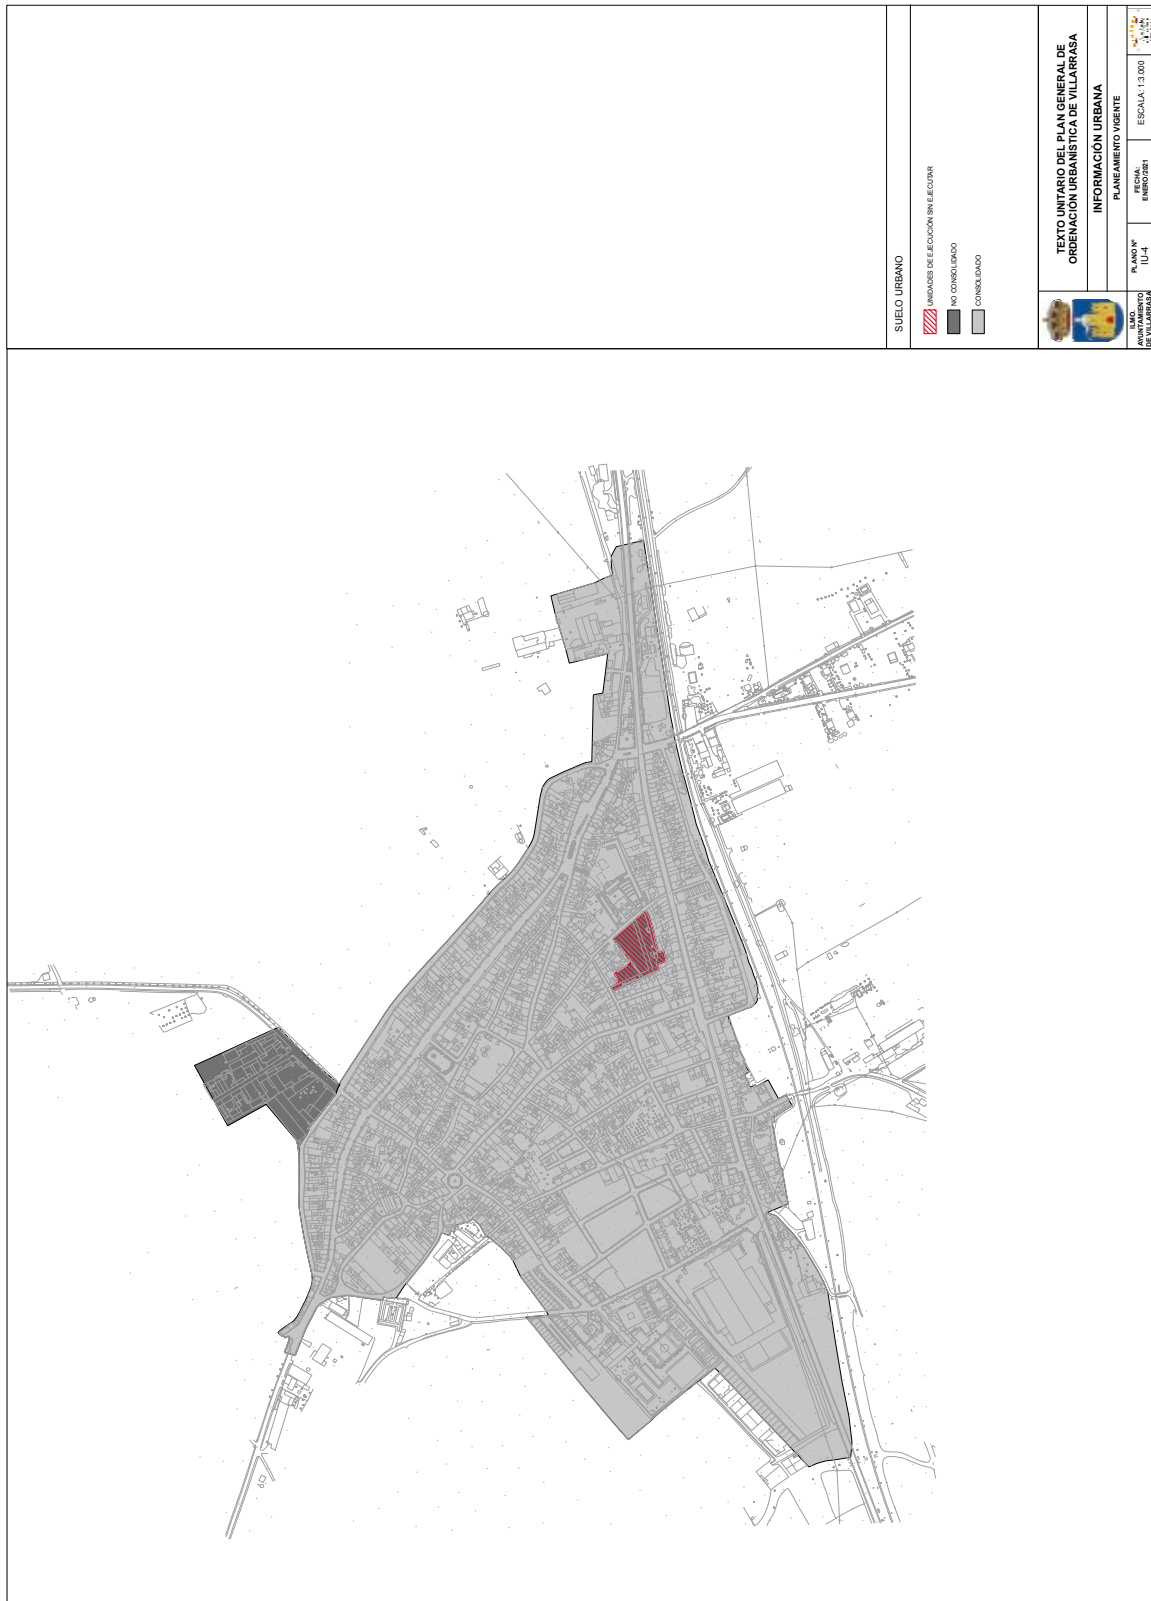 SUELO URBANO
UNIDADES DE EJECUCIÓN SIN EJECUTAR
NO CONSOLIDADO
CONSOLIDADO
TEXTO UNITARIO DEL PLAN GENERAL DE
ORDENACIÓN URBANÍSTICA DE VILLARRASA
INFORMACIÓN URBANA
PLANEAMIENTO VIGENTE
ILMO.
AYUNTAMIENTO
DE VILLARRASA
PLANO Nº
IU-4
FECHA:
ENERO/2021
ESCALA: 1:3.000